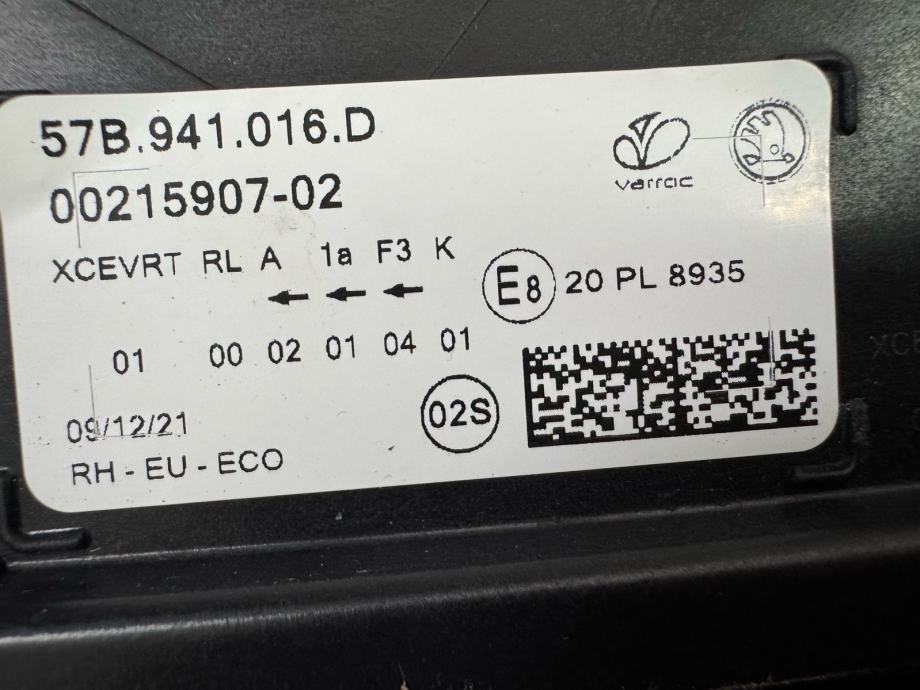 57B.941.016.D
varroc
00215907-02
XCEVRT RL A 1a F3 K
E8 20 PL 8935
01 00 02 01 04 01
02S
09/12/21
RH - EU - ECO